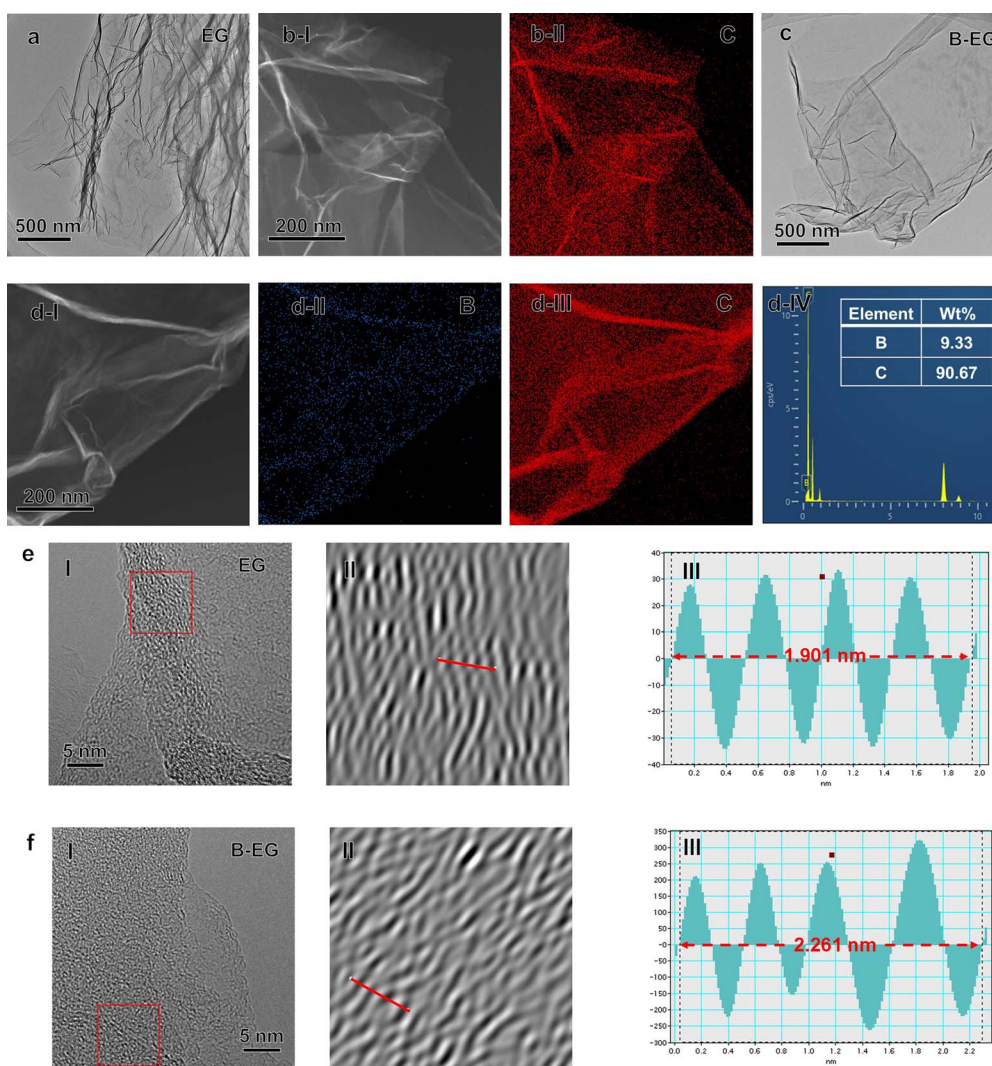 a
EG
500 nm
b-I
200 nm
b-II
C
c
B-EG
500 nm
d-I
200 nm
d-II
B
d-III
C
d-IV
Element Wt%
B 9.33
C 90.67
cps/eV
10
5
0
B
0 5 10
e
I
EG
5 nm
II
III
1.901 nm
40
30
20
10
0
-10
-20
-30
-40
0.2 0.4 0.6 0.8 1.0 1.2 1.4 1.6 1.8 2.0
nm
f
I
B-EG
5 nm
II
III
2.261 nm
350
300
250
200
150
100
50
-0
-50
-100
-150
-200
-250
-300
0.0 0.2 0.4 0.6 0.8 1.0 1.2 1.4 1.6 1.8 2.0 2.2
nm